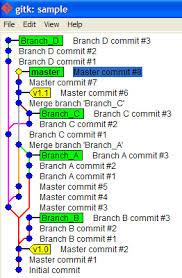 gitk: sample
File Edit View Help
Branch_D Branch D commit #3
Branch D commit #2
Branch D commit #1
master Master commit #8
Master commit #7
v1.1 Master commit #6
Merge branch 'Branch_C'
Branch_C Branch C commit #3
Branch C commit #2
Branch C commit #1
Merge branch 'Branch_A'
Branch_A Branch A commit #3
Branch A commit #2
Branch A commit #1
Master commit #5
Master commit #4
Master commit #3
Branch_B Branch B commit #3
Branch B commit #2
Branch B commit #1
v1.0 Master commit #2
Master commit #1
Initial commit